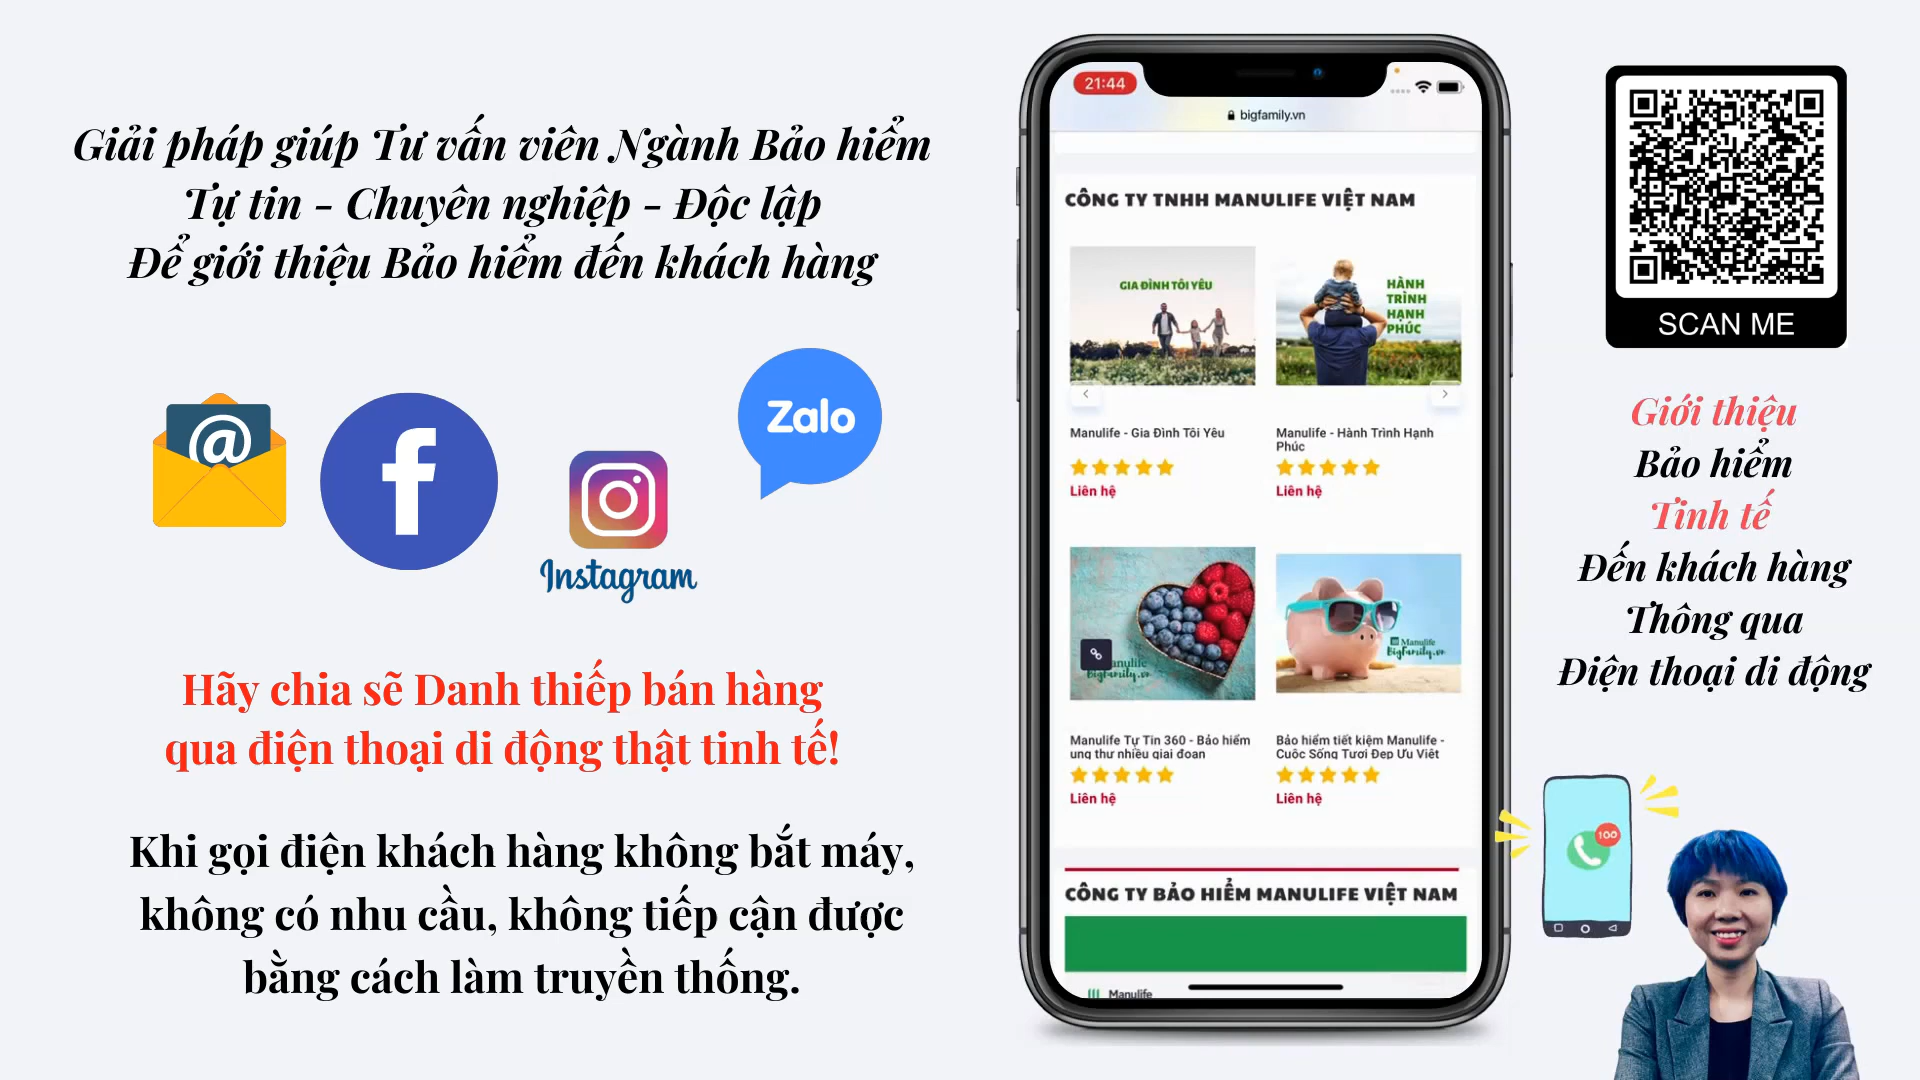 Giải pháp giúp Tư vấn viên Ngành Bảo hiểm
Tự tin - Chuyên nghiệp - Độc lập
Để giới thiệu Bảo hiểm đến khách hàng
@
f
Instagram
Zalo
Hãy chia sẽ Danh thiếp bán hàng
qua điện thoại di động thật tinh tế!
Khi gọi điện khách hàng không bắt máy,
không có nhu cầu, không tiếp cận được
bằng cách làm truyền thống.
21:44
bigfamily.vn
CÔNG TY TNHH MANULIFE VIỆT NAM
GIA ĐÌNH TÔI YÊU
HÀNH
TRÌNH
HẠNH
PHÚC
Manulife - Gia Đình Tôi Yêu
Liên hệ
Manulife - Hành Trình Hạnh
Phúc
Liên hệ
BigFamily.vn
Manulife
BigFamily.vn
Manulife Tự Tin 360 - Bảo hiểm
ung thư nhiều giai đoạn
Liên hệ
Bảo hiểm tiết kiệm Manulife -
Cuộc Sống Tươi Đẹp Ưu Việt
Liên hệ
CÔNG TY BẢO HIỂM MANULIFE VIỆT NAM
Manulife
SCAN ME
Giới thiệu
Bảo hiểm
Tinh tế
Đến khách hàng
Thông qua
Điện thoại di động
100